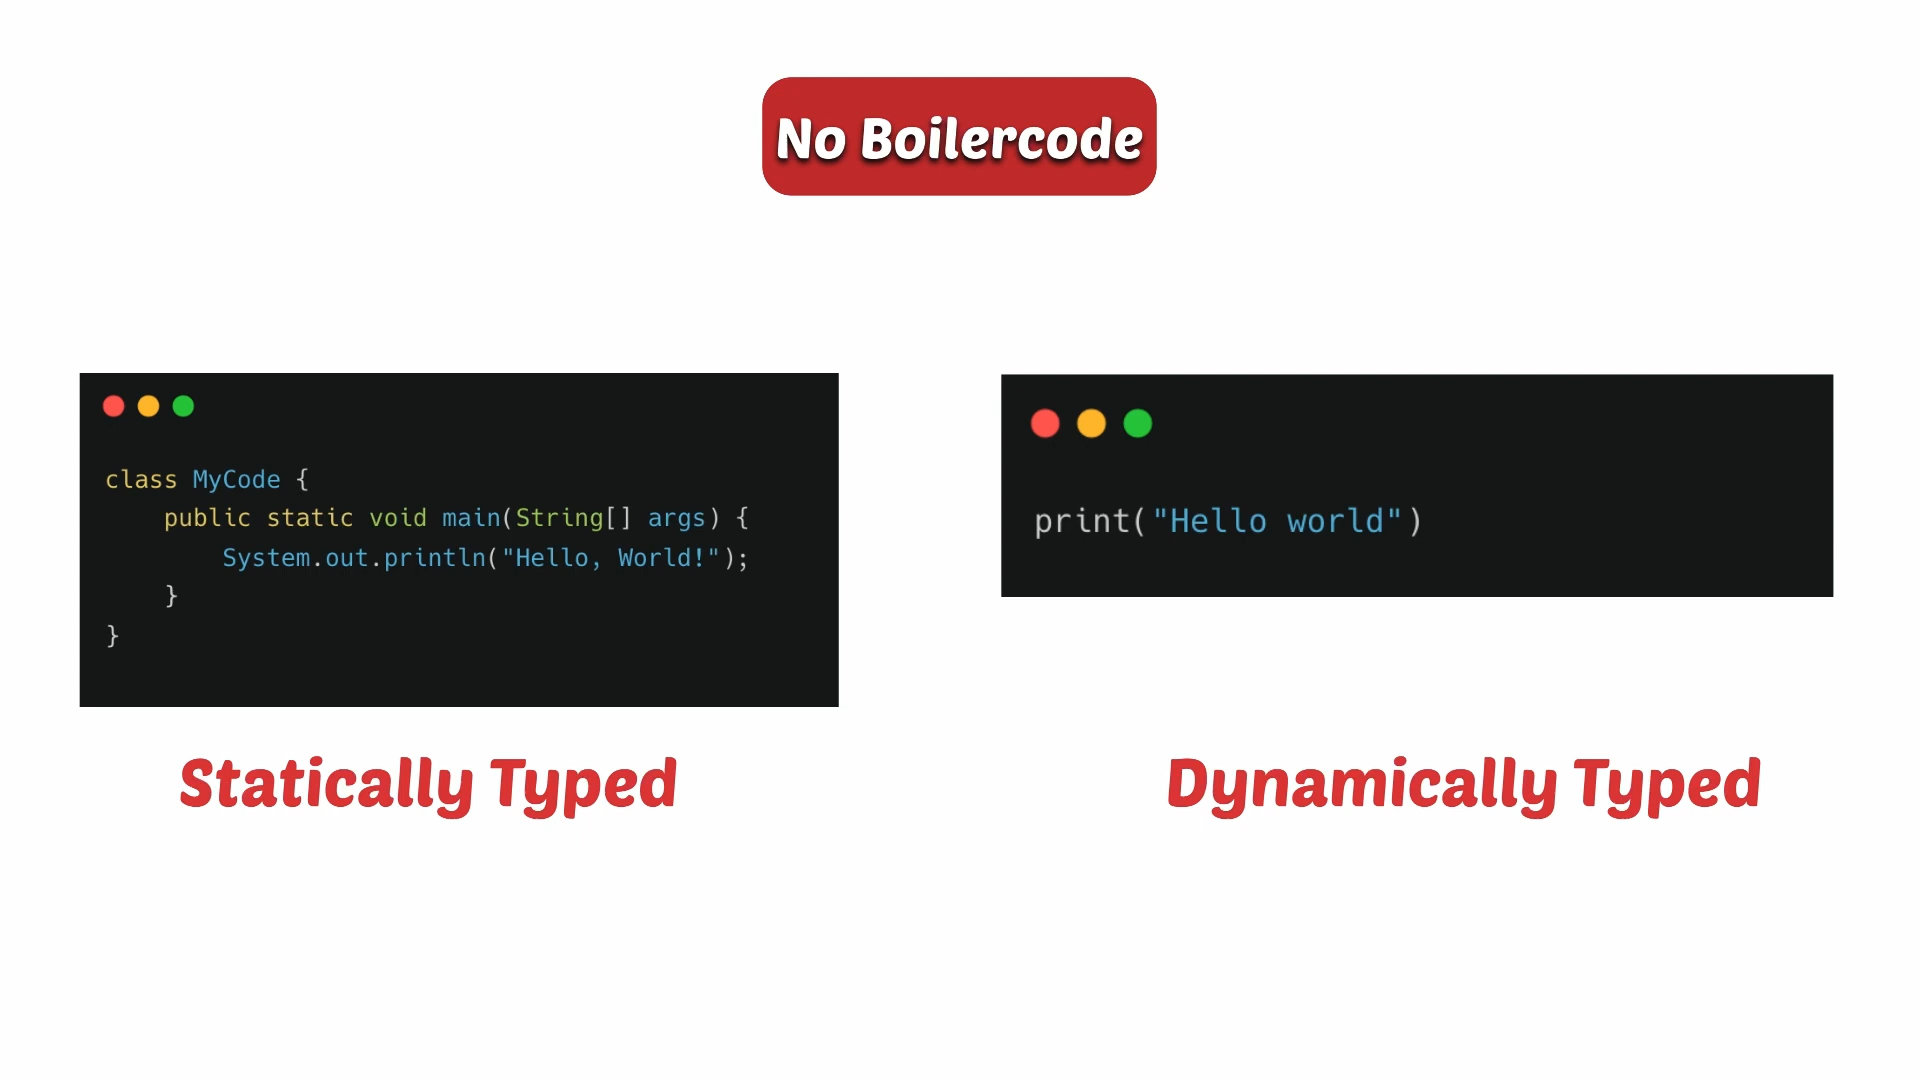 No Boilercode
class MyCode {
    public static void main(String[] args) {
        System.out.println("Hello, World!");
    }
}
print("Hello world")
Statically Typed
Dynamically Typed